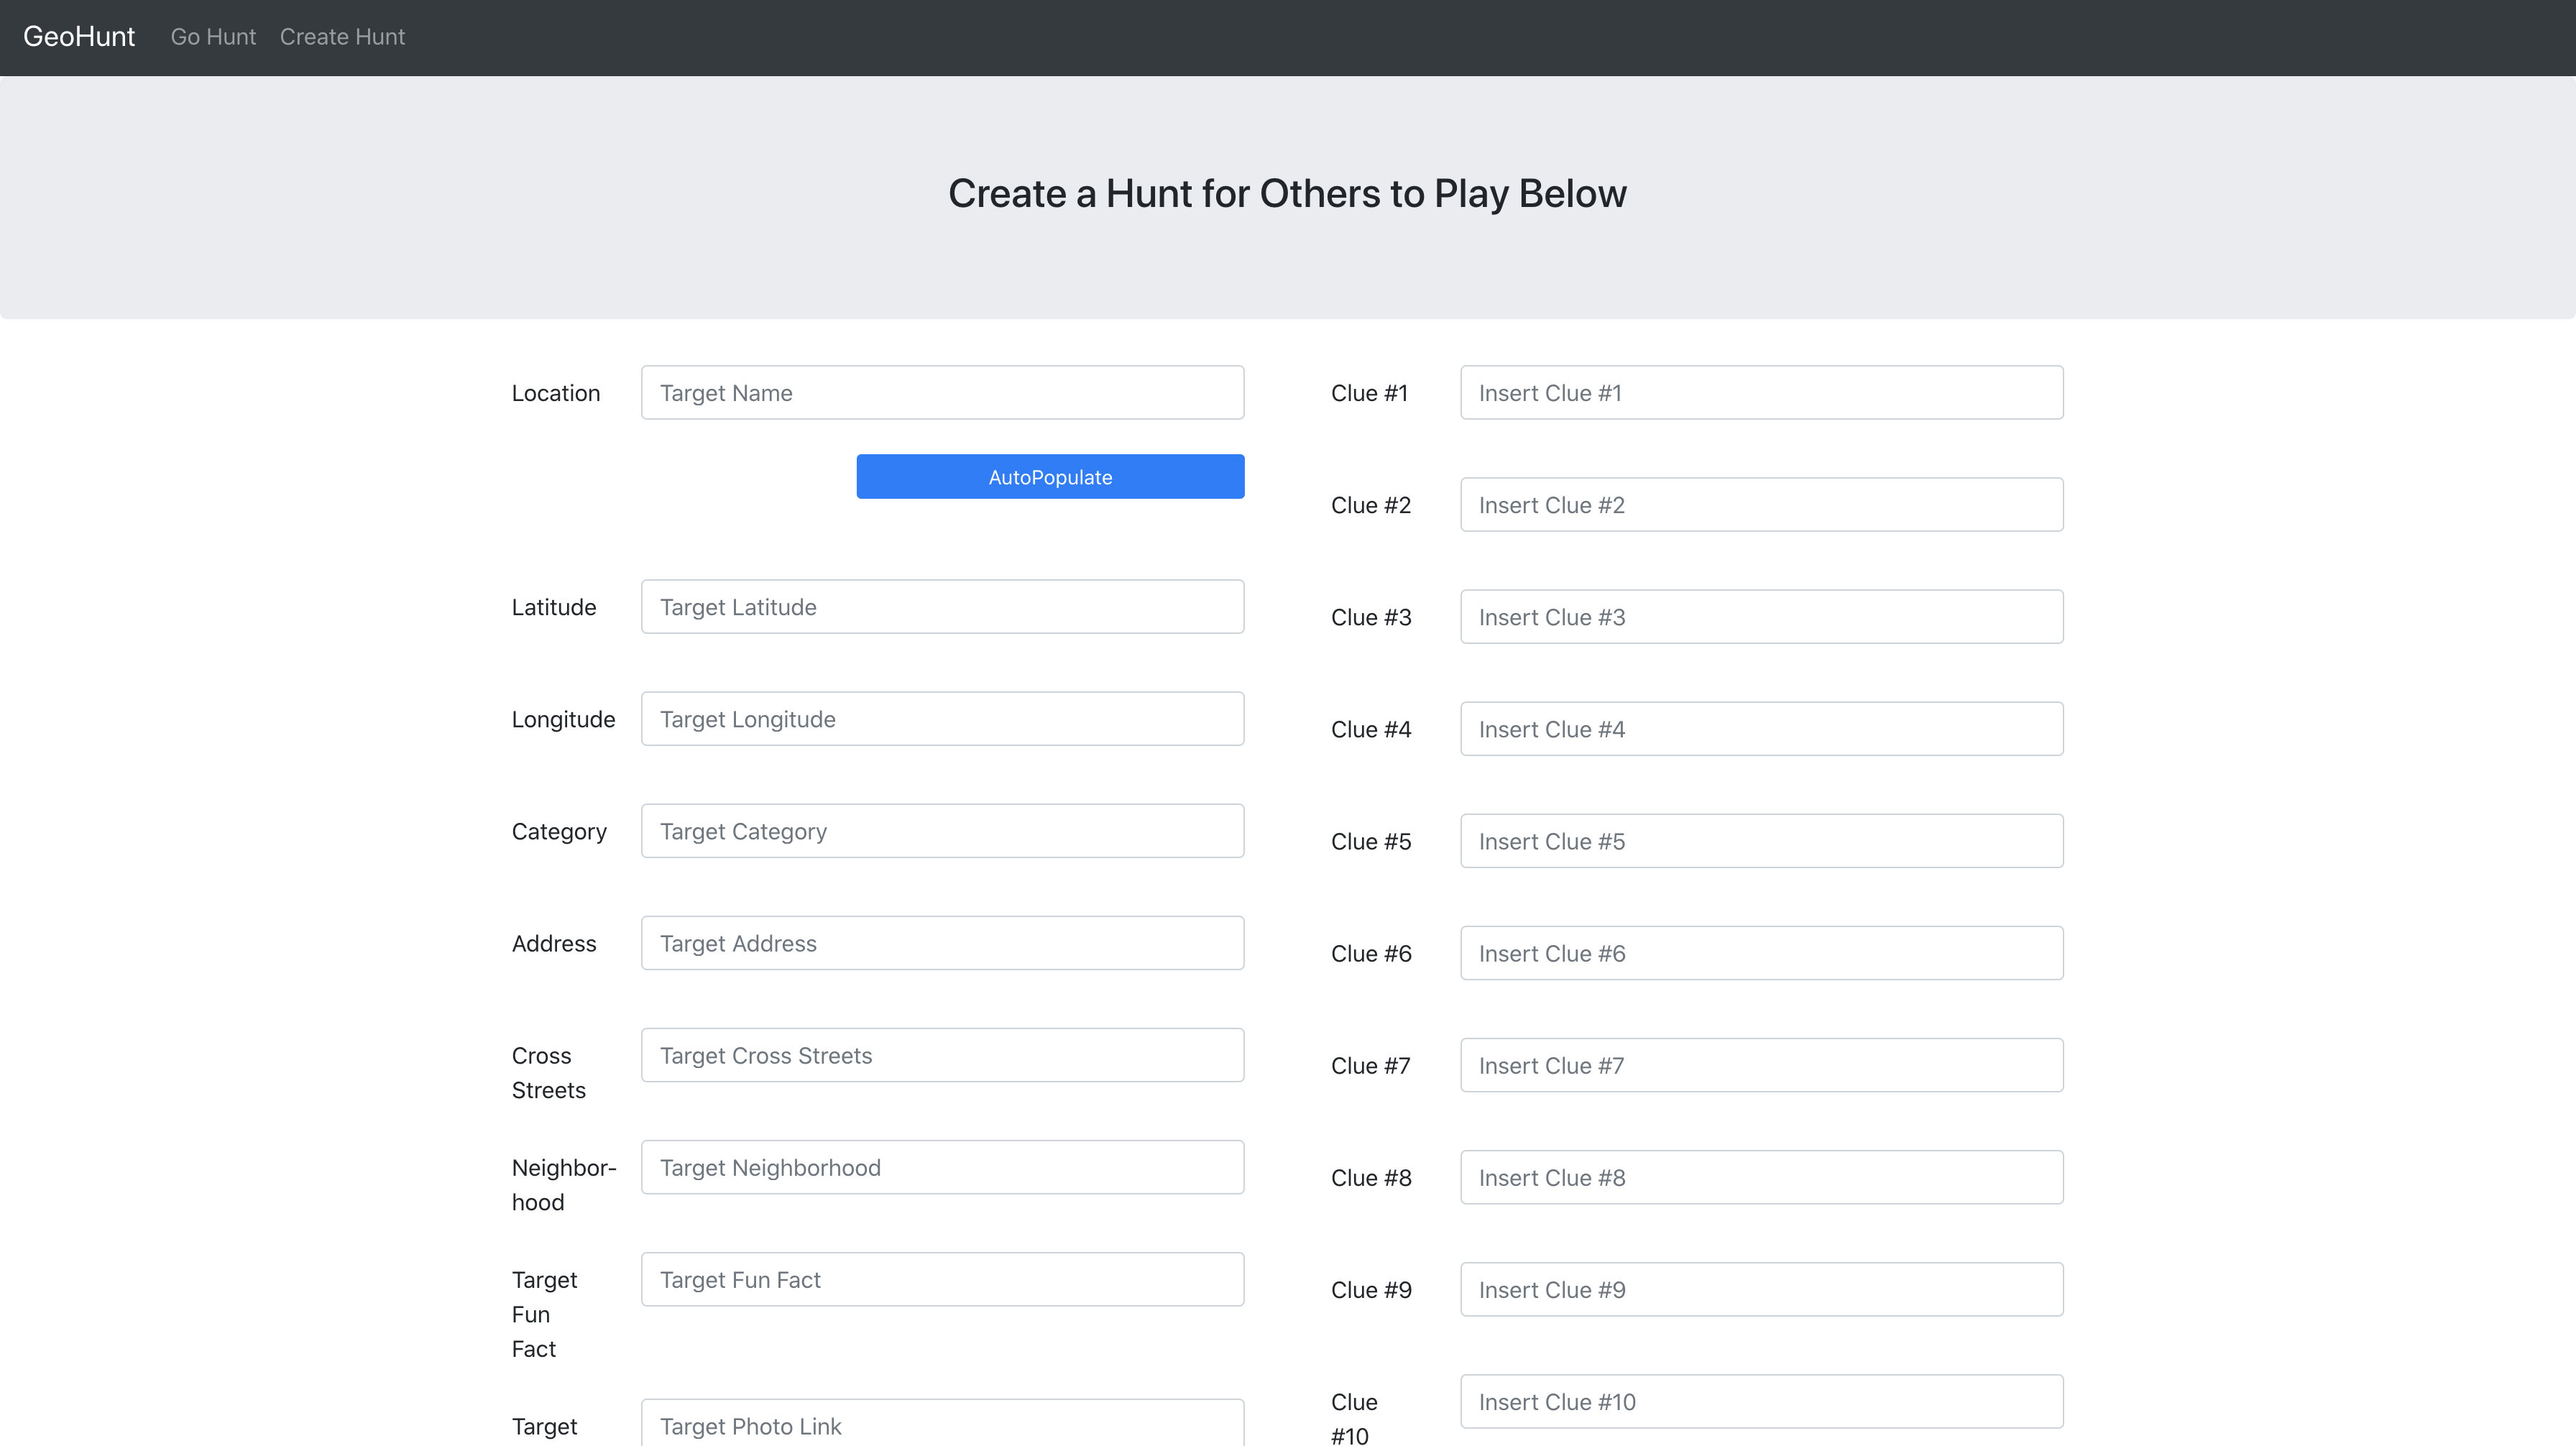 GeoHunt Go Hunt Create Hunt
Create a Hunt for Others to Play Below
Location Target Name
AutoPopulate
Latitude Target Latitude
Longitude Target Longitude
Category Target Category
Address Target Address
Cross Target Cross Streets
Streets
Neighbor- Target Neighborhood
hood
Target Target Fun Fact
Fun
Fact
Target Target Photo Link
Clue #1 Insert Clue #1
Clue #2 Insert Clue #2
Clue #3 Insert Clue #3
Clue #4 Insert Clue #4
Clue #5 Insert Clue #5
Clue #6 Insert Clue #6
Clue #7 Insert Clue #7
Clue #8 Insert Clue #8
Clue #9 Insert Clue #9
Clue Insert Clue #10
#10